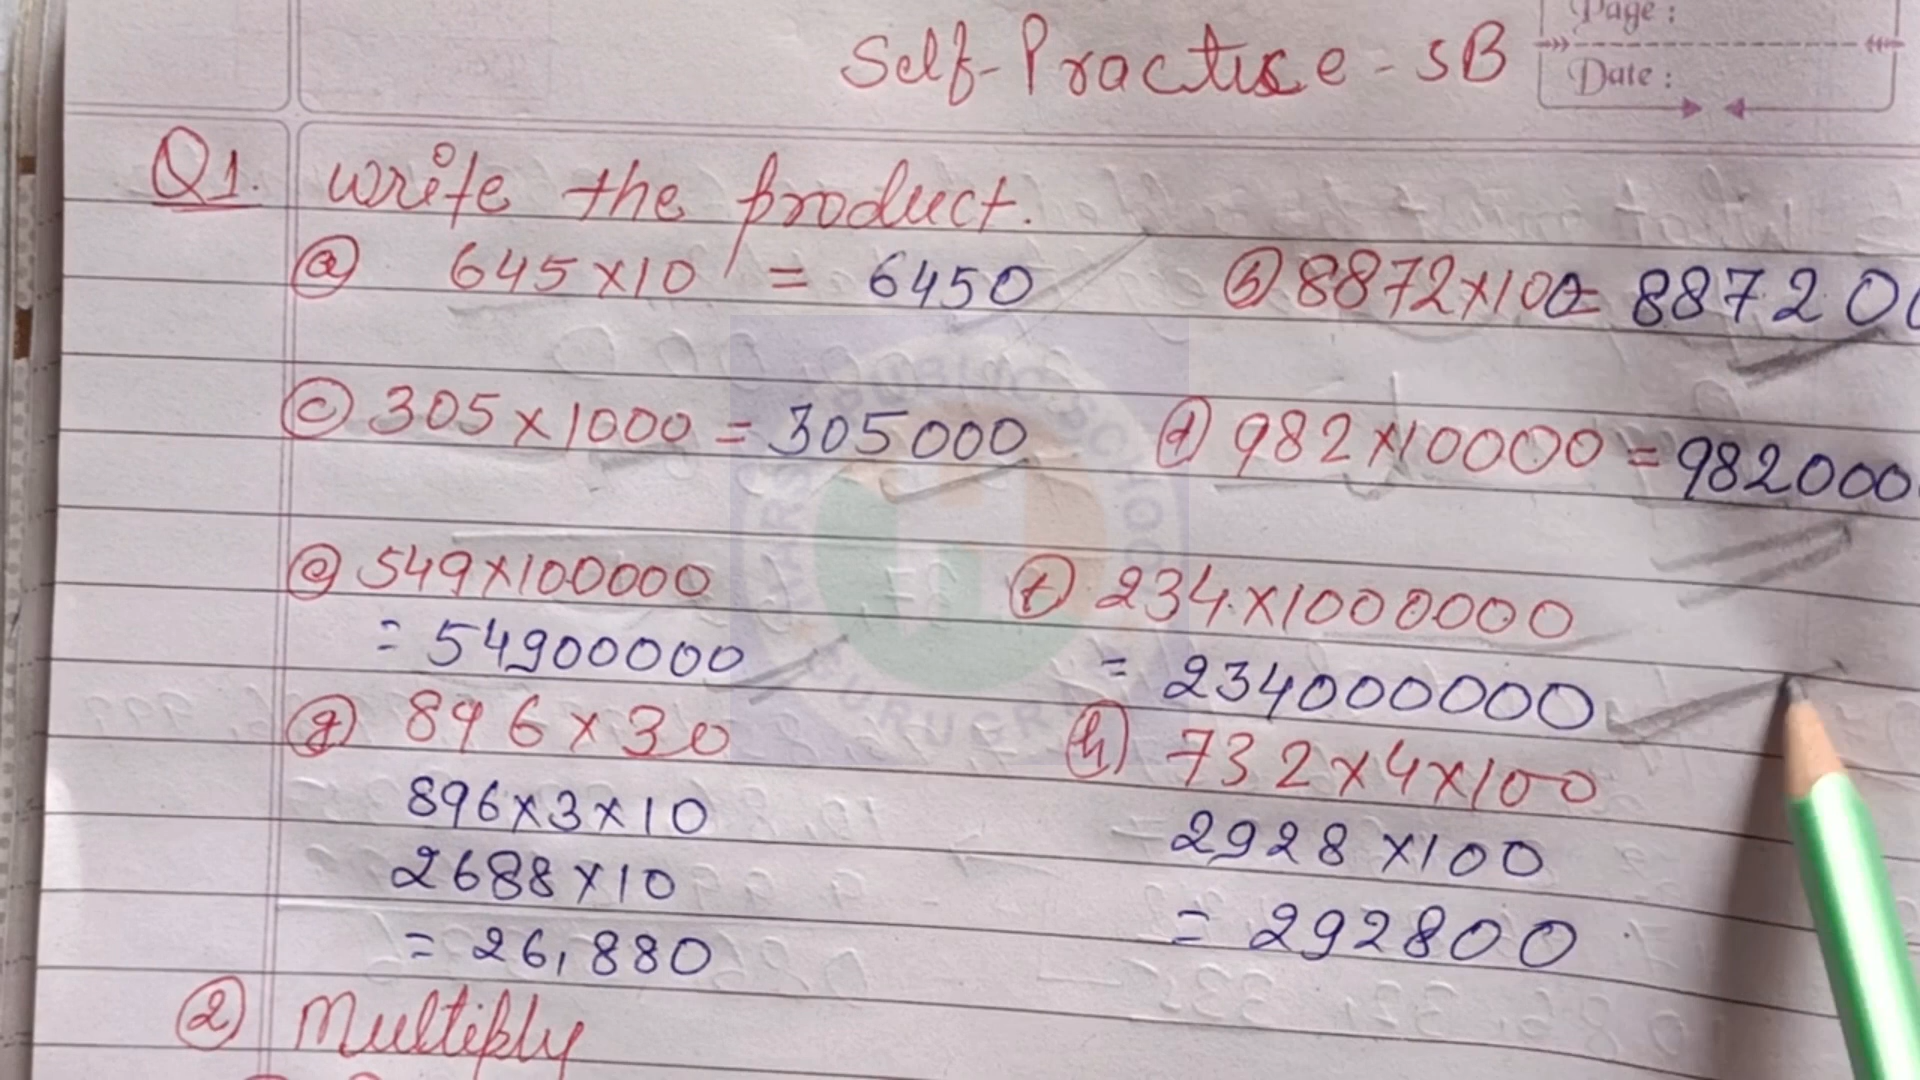 Page :
Self-Practice - 5B
Date :
Q1. Write the product.
(a) 645×10 = 6450 (b) 8872×100= 887200
(c) 305×1000 = 305000 (d) 982×10000 = 982000
(e) 549×100000 (f) 234×1000000
= 54900000 = 234000000
(g) 896×30 (h) 732×4×100
896×3×10 2928×100
2688×10 = 292800
= 26,880
(2) Multiply